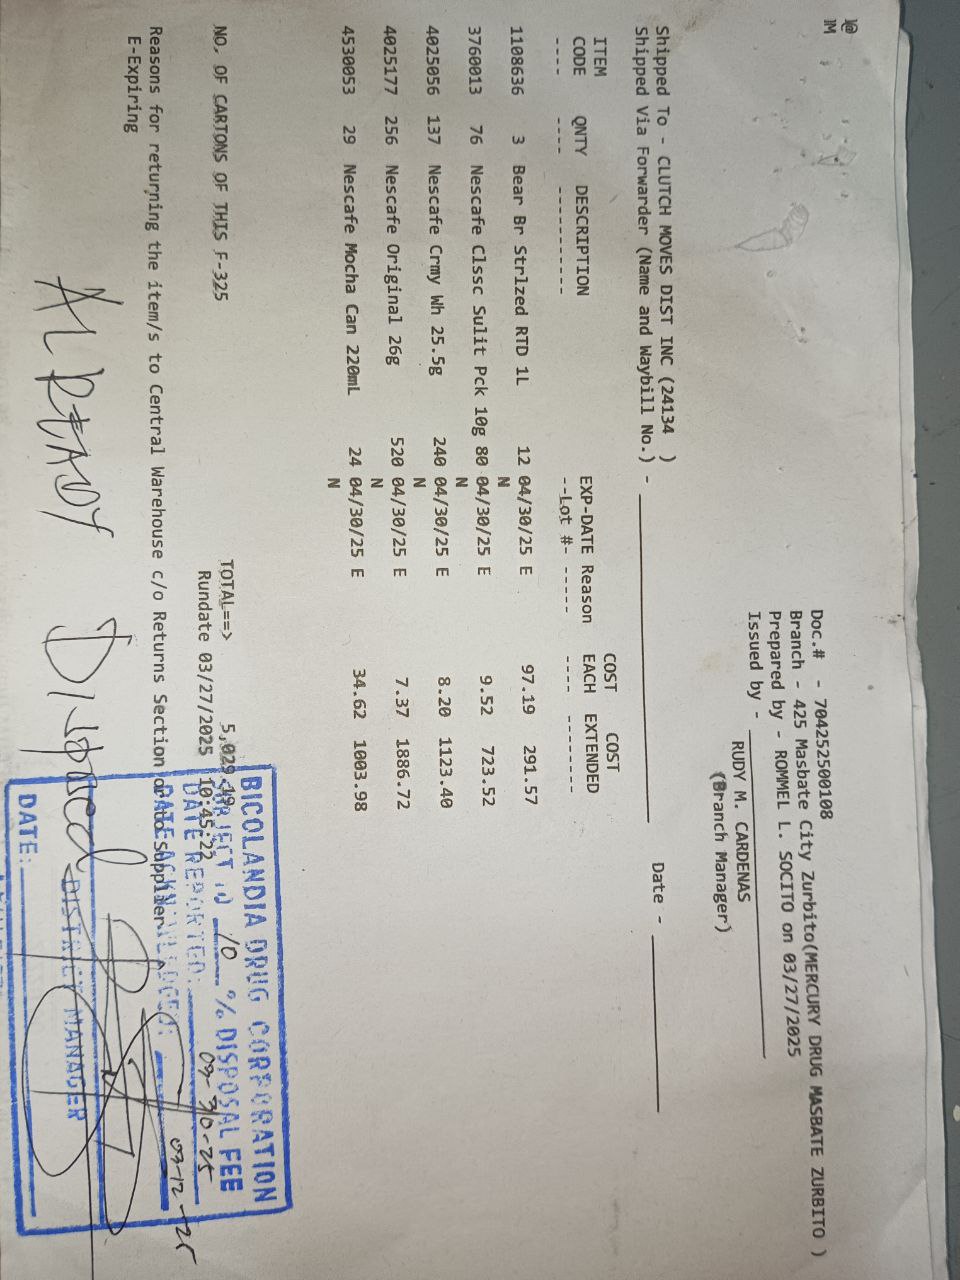 J@
1M
Doc.# - 704252500108
Branch - 425 Masbate City Zurbito(MERCURY DRUG MASBATE ZURBITO )
Prepared by - ROMMEL L. SOCITO on 03/27/2025
Issued by - ____________________
RUDY M. CARDENAS
(Branch Manager)
Shipped To - CLUTCH MOVES DIST INC (24134 )
Shipped Via Forwarder (Name and Waybill No.) - ____________________ Date - ____________________
ITEM EXP-DATE Reason COST COST
CODE QNTY DESCRIPTION --Lot #- ----- EACH EXTENDED
---- ---- ----------- ---- --------
1108636 3 Bear Br Strlzed RTD 1L 12 04/30/25 E 97.19 291.57
N
3760013 76 Nescafe Clssc Sulit Pck 10g 80 04/30/25 E 9.52 723.52
N
4025056 137 Nescafe Crmy Wh 25.5g 240 04/30/25 E 8.20 1123.40
N
4025177 256 Nescafe Original 26g 520 04/30/25 E 7.37 1886.72
N
4530053 29 Nescafe Mocha Can 220mL 24 04/30/25 E 34.62 1003.98
N
TOTAL==> 5,029.19
NO. OF CARTONS OF THIS F-325 Rundate 03/27/2025 10:45:22
Reasons for returning the item/s to Central Warehouse c/o Returns Section or to Supplier
E-Expiring
ALREADY Disposed
BICOLANDIA DRUG CORPORATION
SUBJECT TO 10 % DISPOSAL FEE
DATE REPORTED: 09-30-25
DATE ACKNOWLEDGED:
DISTRICT MANAGER
DATE: